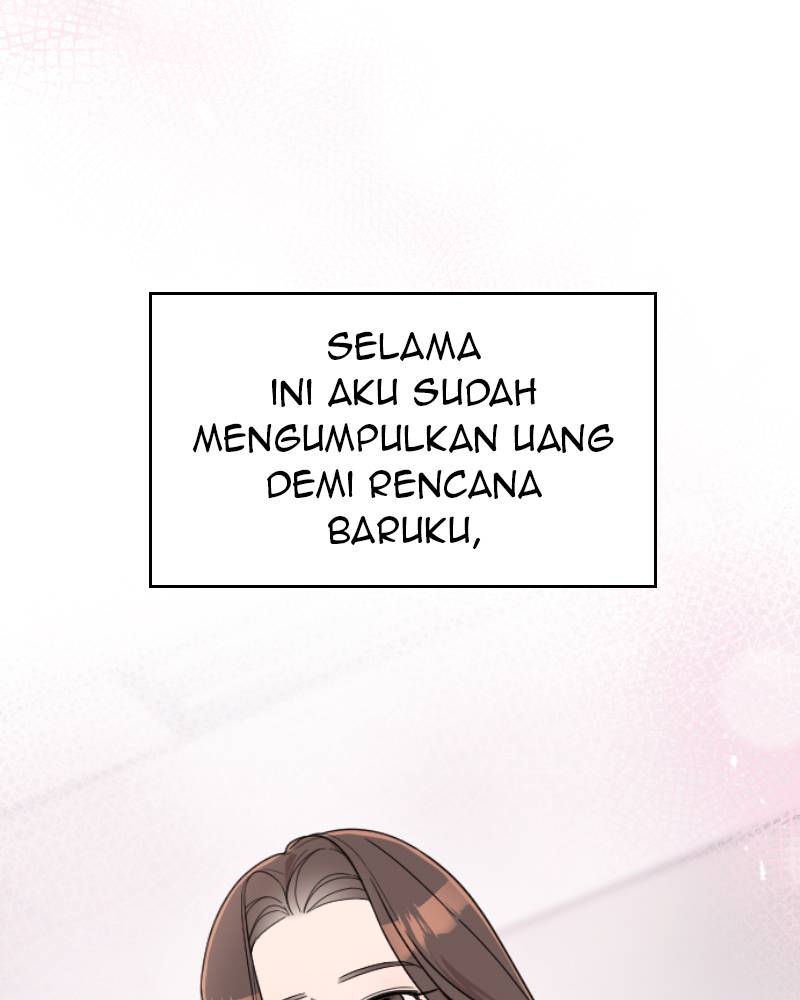 SELAMA
INI AKU SUDAH
MENGUMPULKAN UANG
DEMI RENCANA
BARUKU,